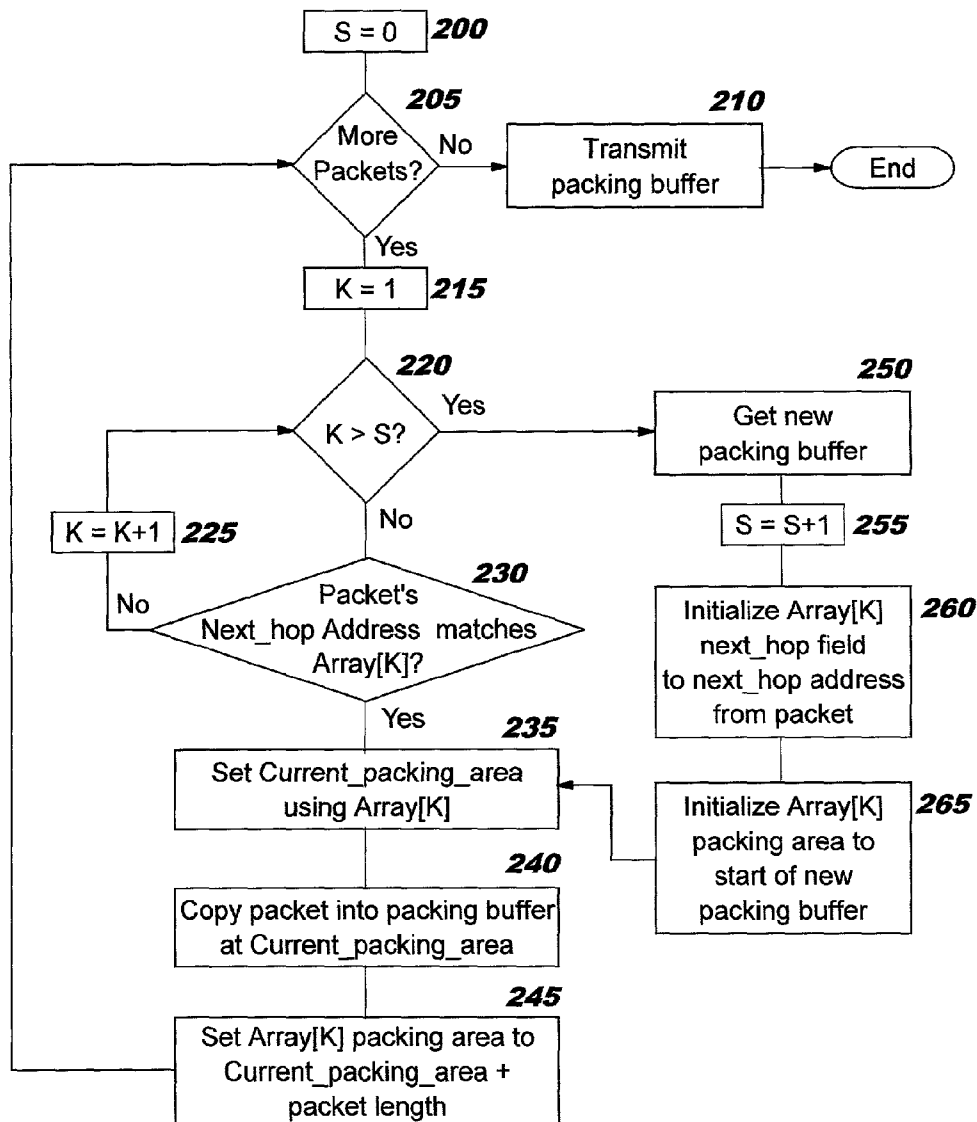 S = 0
200
205
More
Packets?
No
210
Transmit
packing buffer
End
Yes
K = 1
215
220
K > S?
Yes
250
Get new
packing buffer
No
K = K+1
225
S = S+1
255
230
Packet's
Next_hop Address matches
Array[K]?
No
Yes
260
Initialize Array[K]
next_hop field
to next_hop address
from packet
235
Set Current_packing_area
using Array[K]
265
Initialize Array[K]
packing area to
start of new
packing buffer
240
Copy packet into packing buffer
at Current_packing_area
245
Set Array[K] packing area to
Current_packing_area +
packet length